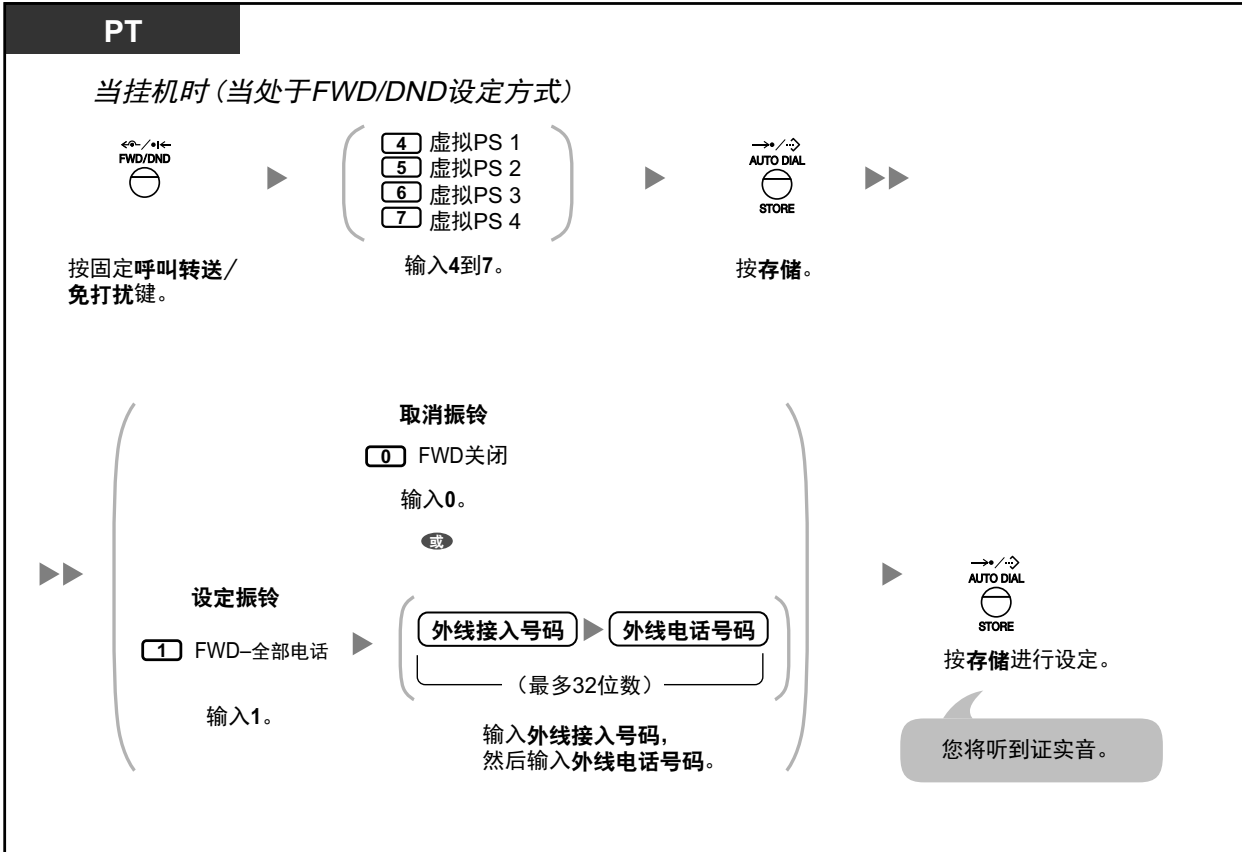 PT
当挂机时(当处于FWD/DND设定方式)
FWD/DND
按固定呼叫转送/
免打扰键。
4 虚拟PS 1
5 虚拟PS 2
6 虚拟PS 3
7 虚拟PS 4
输入4到7。
AUTO DIAL
STORE
按存储。
取消振铃
0 FWD关闭
输入0。
或
设定振铃
1 FWD–全部电话
输入1。
外线接入号码 外线电话号码
(最多32位数)
输入外线接入号码,
然后输入外线电话号码。
AUTO DIAL
STORE
按存储进行设定。
您将听到证实音。